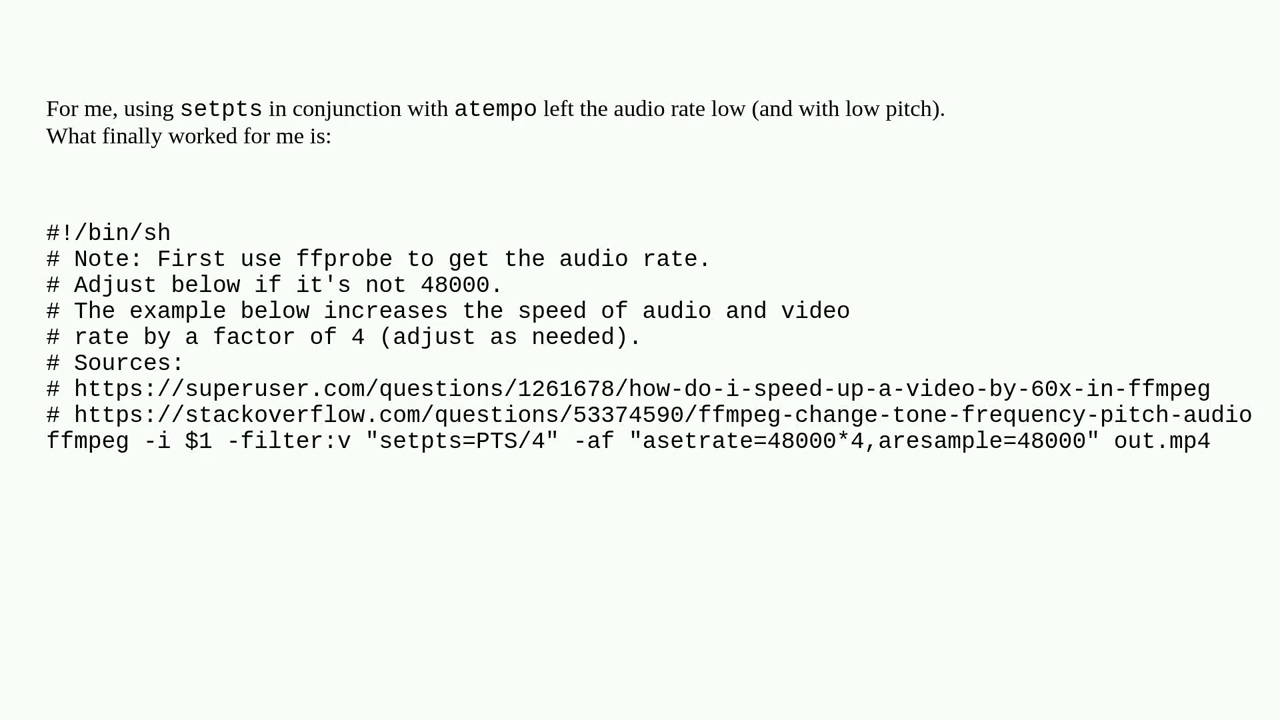 For me, using setpts in conjunction with atempo left the audio rate low (and with low pitch).
What finally worked for me is:
#!/bin/sh
# Note: First use ffprobe to get the audio rate.
# Adjust below if it's not 48000.
# The example below increases the speed of audio and video
# rate by a factor of 4 (adjust as needed).
# Sources:
# https://superuser.com/questions/1261678/how-do-i-speed-up-a-video-by-60x-in-ffmpeg
# https://stackoverflow.com/questions/53374590/ffmpeg-change-tone-frequency-pitch-audio
ffmpeg -i $1 -filter:v "setpts=PTS/4" -af "asetrate=48000*4,aresample=48000" out.mp4